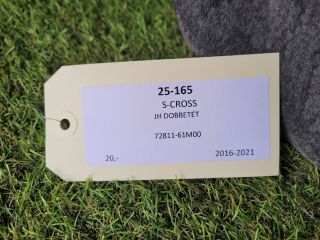 25-165
S-CROSS
JH DOBBETÉT
72811-61M00
20,- 2016-2021